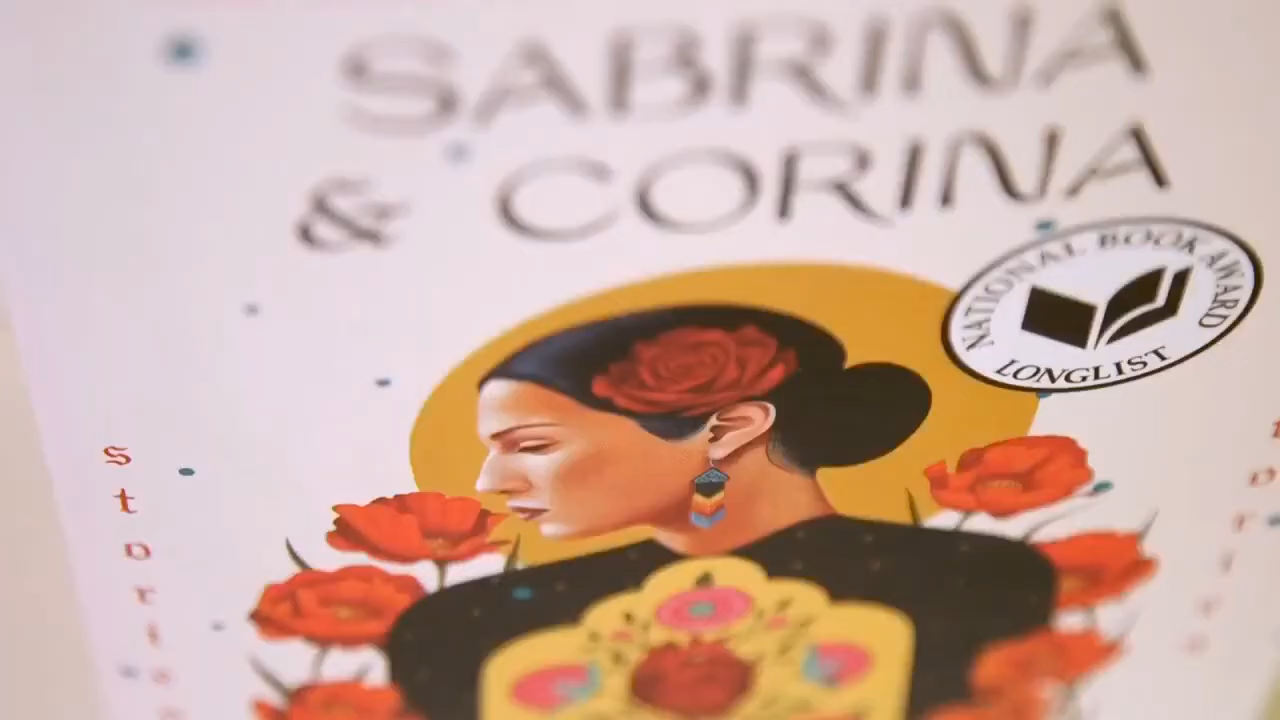 SABRINA
& CORINA
NATIONAL BOOK AWARD
LONGLIST
stories